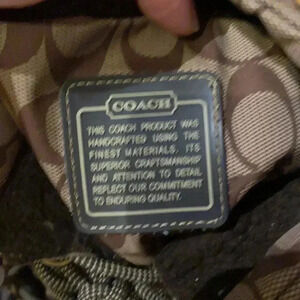 COACH
THIS COACH PRODUCT WAS
HANDCRAFTED USING THE
FINEST MATERIALS. ITS
SUPERIOR CRAFTSMANSHIP
AND ATTENTION TO DETAIL
REFLECT OUR COMMITMENT
TO ENDURING QUALITY.